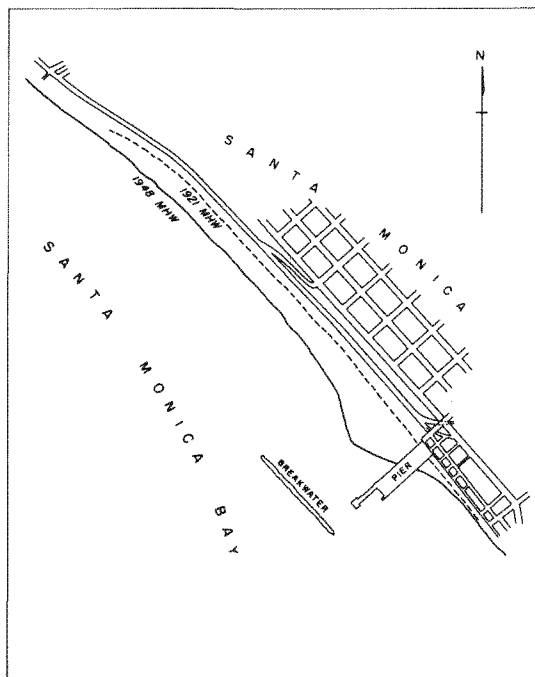 N
SANTA MONICA
1948 MHW
1921 MHW
SANTA MONICA BAY
BREAKWATER
PIER